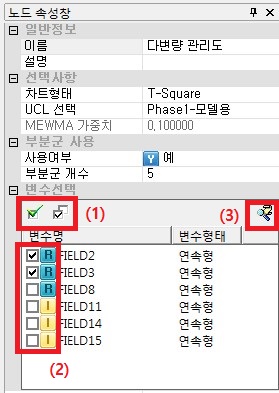 노드 속성창
일반정보
이름 다변량 관리도
설명
선택사항
차트형태 T-Square
UCL 선택 Phase1-모델용
MEWMA 가중치 0,100000
부분군 사용
사용여부 Y 예
부분군 개수 5
변수선택
(1) (3)
변수명 변수형태
R FIELD2 연속형
R FIELD3 연속형
R FIELD8 연속형
I FIELD11 연속형
I FIELD14 연속형
I FIELD15 연속형
(2)